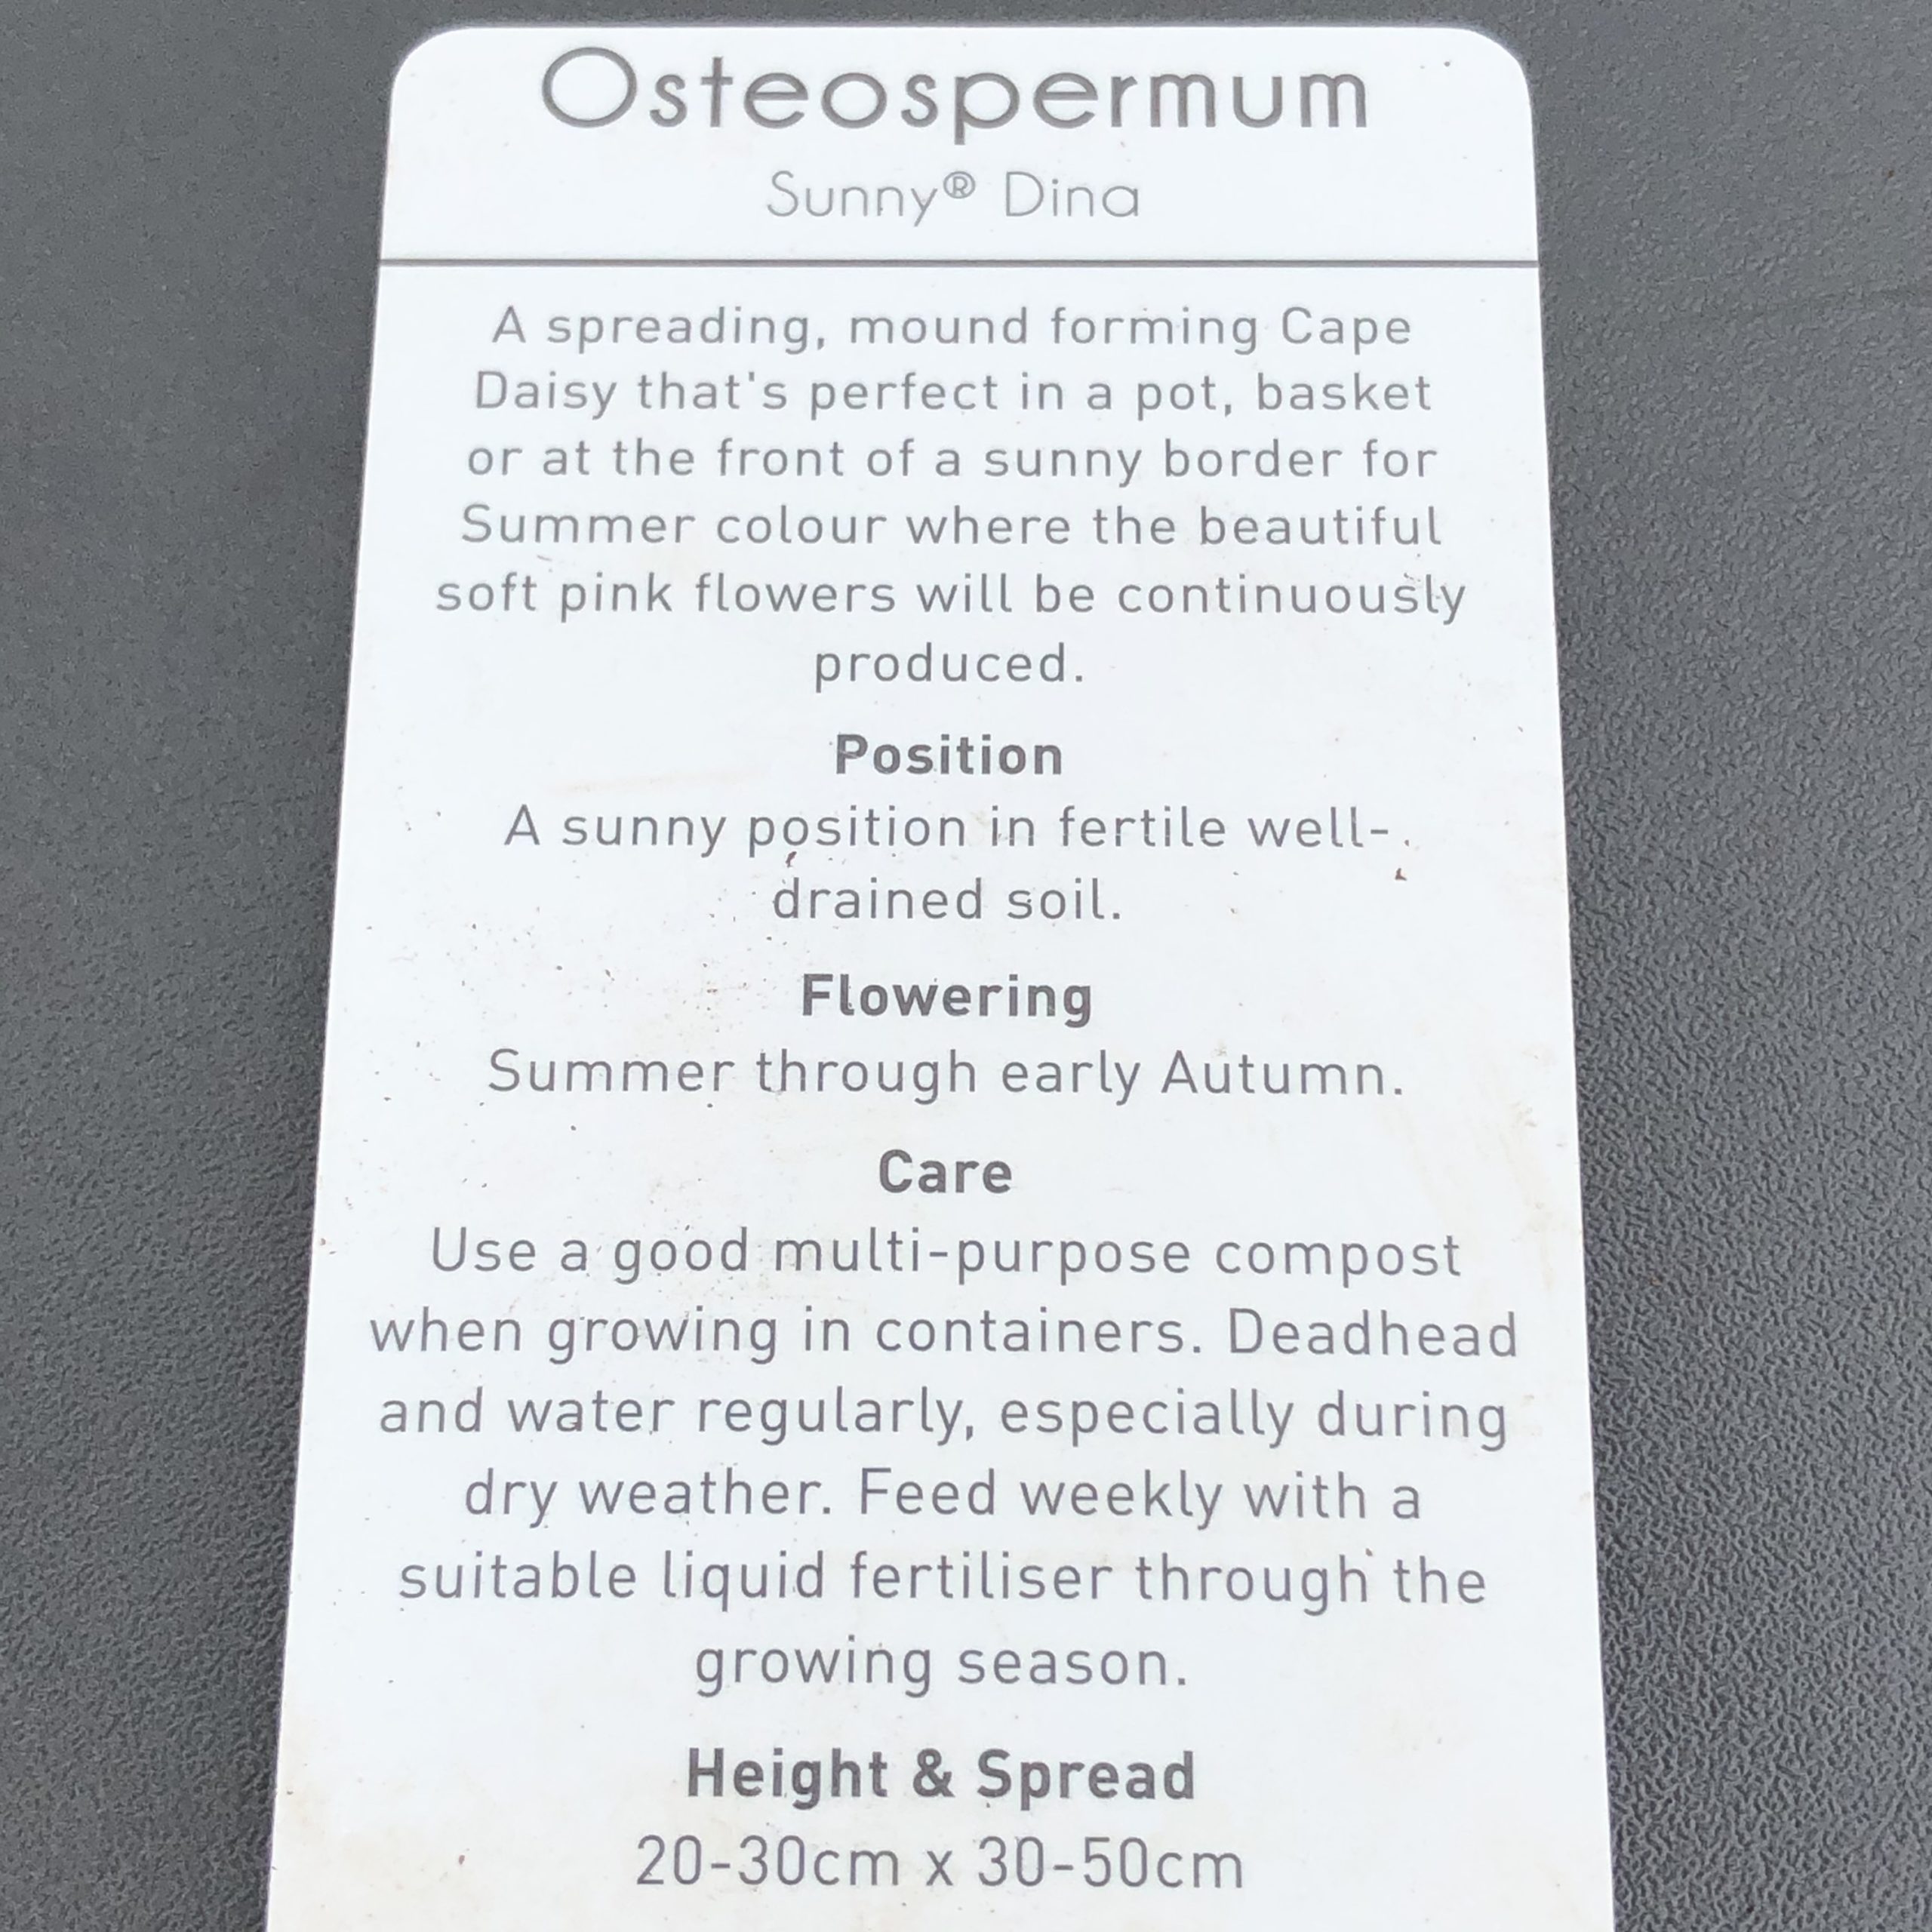 Osteospermum
Sunny® Dina
A spreading, mound forming Cape
Daisy that's perfect in a pot, basket
or at the front of a sunny border for
Summer colour where the beautiful
soft pink flowers will be continuously
produced.
Position
A sunny position in fertile well-
drained soil.
Flowering
Summer through early Autumn.
Care
Use a good multi-purpose compost
when growing in containers. Deadhead
and water regularly, especially during
dry weather. Feed weekly with a
suitable liquid fertiliser through the
growing season.
Height & Spread
20-30cm x 30-50cm